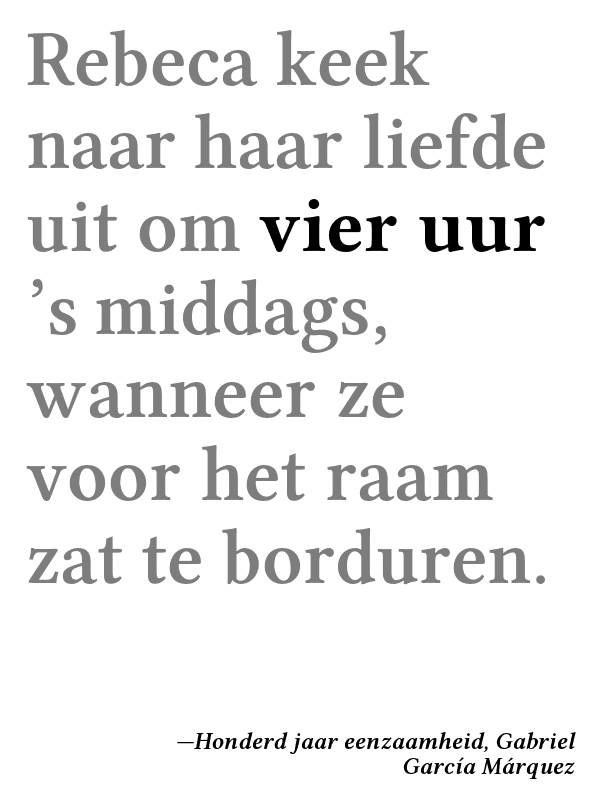 Rebeca keek
naar haar liefde
uit om vier uur
’s middags,
wanneer ze
voor het raam
zat te borduren.
—Honderd jaar eenzaamheid, Gabriel
García Márquez